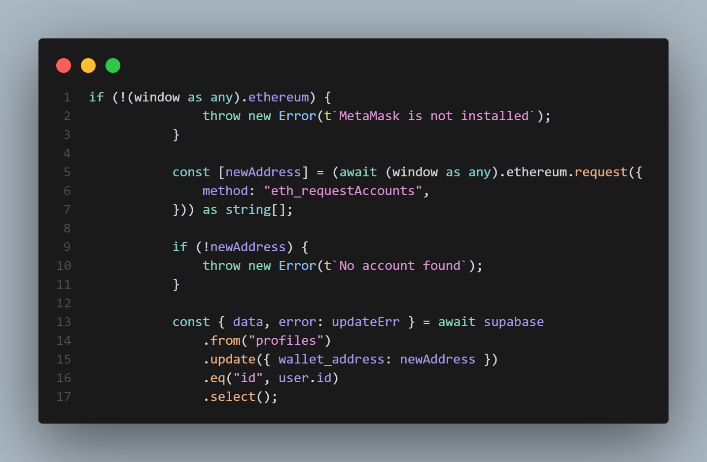 1 if (!(window as any).ethereum) {
2 throw new Error(t`MetaMask is not installed`);
3 }
4
5 const [newAddress] = (await (window as any).ethereum.request({
6 method: "eth_requestAccounts",
7 })) as string[];
8
9 if (!newAddress) {
10 throw new Error(t`No account found`);
11 }
12
13 const { data, error: updateErr } = await supabase
14 .from("profiles")
15 .update({ wallet_address: newAddress })
16 .eq("id", user.id)
17 .select();